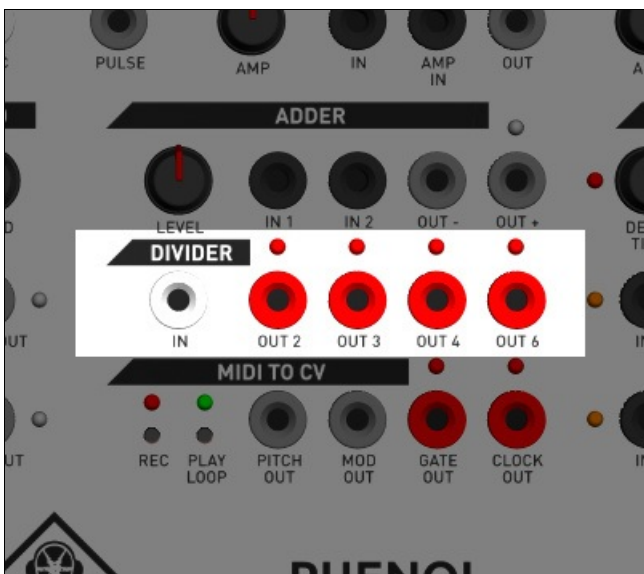 PULSE AMP IN AMP IN OUT
ADDER
LEVEL IN 1 IN 2 OUT - OUT +
DIVIDER
IN OUT 2 OUT 3 OUT 4 OUT 6
MIDI TO CV
REC PLAY LOOP PITCH OUT MOD OUT GATE OUT CLOCK OUT